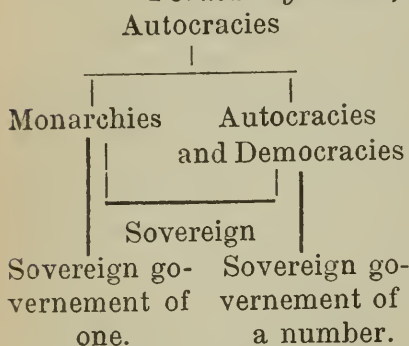 Autocracies
Monarchies
Autocracies
and Democracies
Sovereign
Sovereign go-
vernement of
one.
Sovereign go-
vernement of
a number.